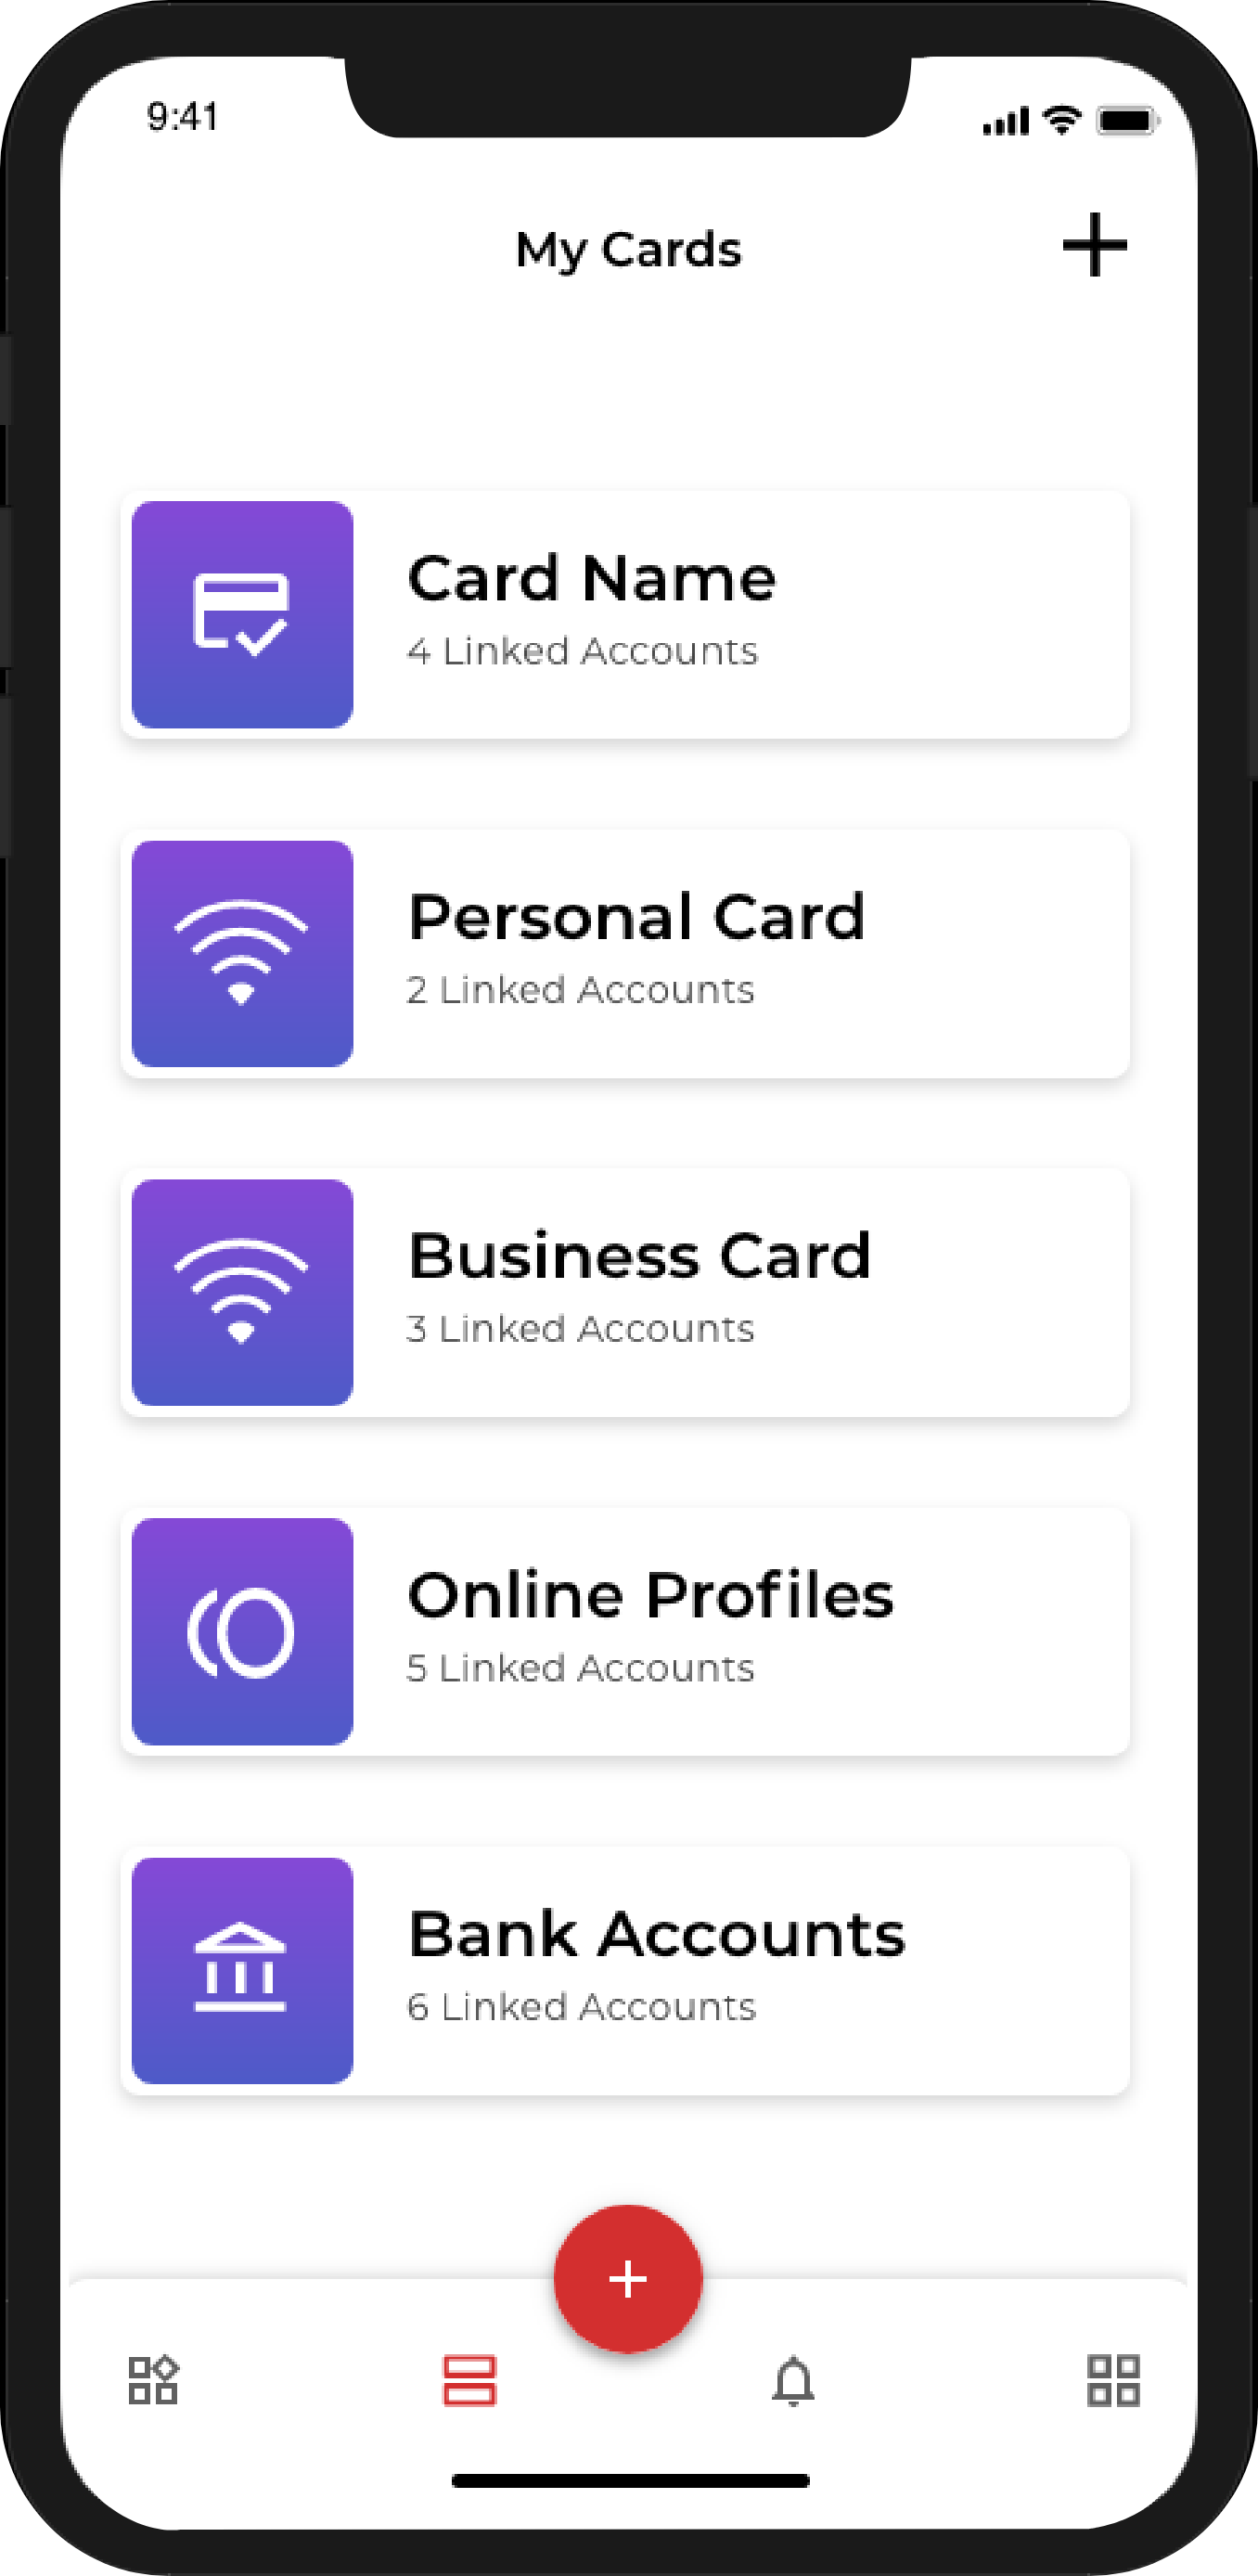 9:41
My Cards
Card Name
4 Linked Accounts
Personal Card
2 Linked Accounts
Business Card
3 Linked Accounts
Online Profiles
5 Linked Accounts
Bank Accounts
6 Linked Accounts